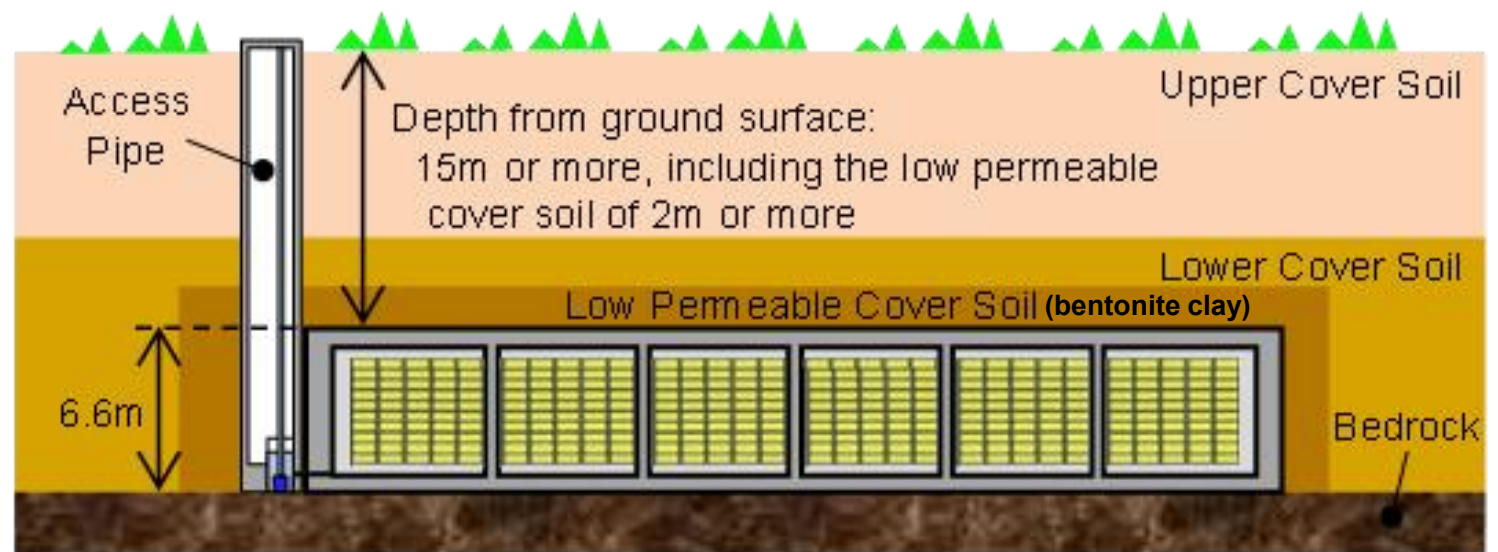 Access
Pipe
Depth from ground surface:
15m or more, including the low permeable
cover soil of 2m or more
Upper Cover Soil
Lower Cover Soil
Low Permeable Cover Soil (bentonite clay)
6.6m
Bedrock